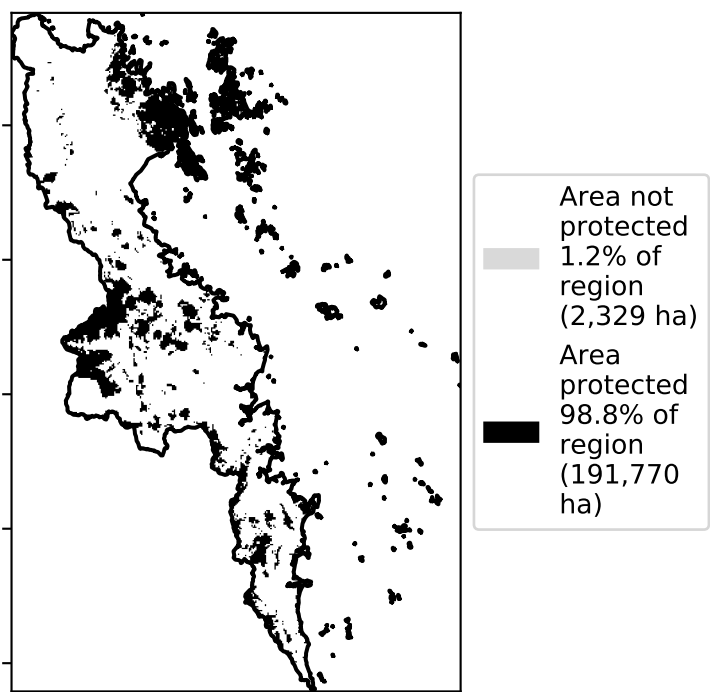 Area not
protected
1.2% of
region
(2,329 ha)
Area
protected
98.8% of
region
(191,770
ha)